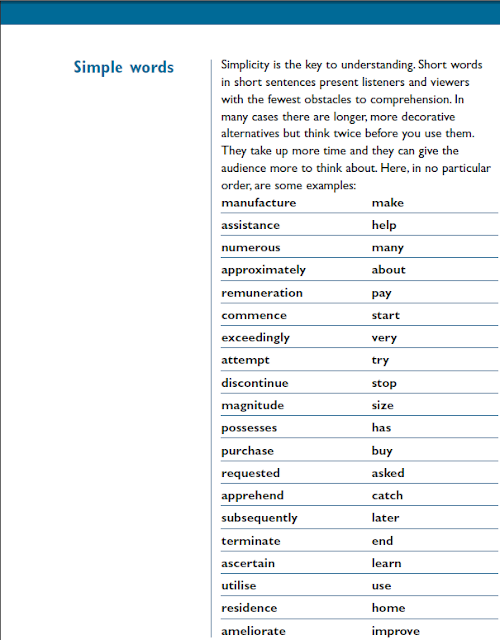 Simple words
Simplicity is the key to understanding. Short words
in short sentences present listeners and viewers
with the fewest obstacles to comprehension. In
many cases there are longer, more decorative
alternatives but think twice before you use them.
They take up more time and they can give the
audience more to think about. Here, in no particular
order, are some examples:
manufacture make
assistance help
numerous many
approximately about
remuneration pay
commence start
exceedingly very
attempt try
discontinue stop
magnitude size
possesses has
purchase buy
requested asked
apprehend catch
subsequently later
terminate end
ascertain learn
utilise use
residence home
ameliorate improve